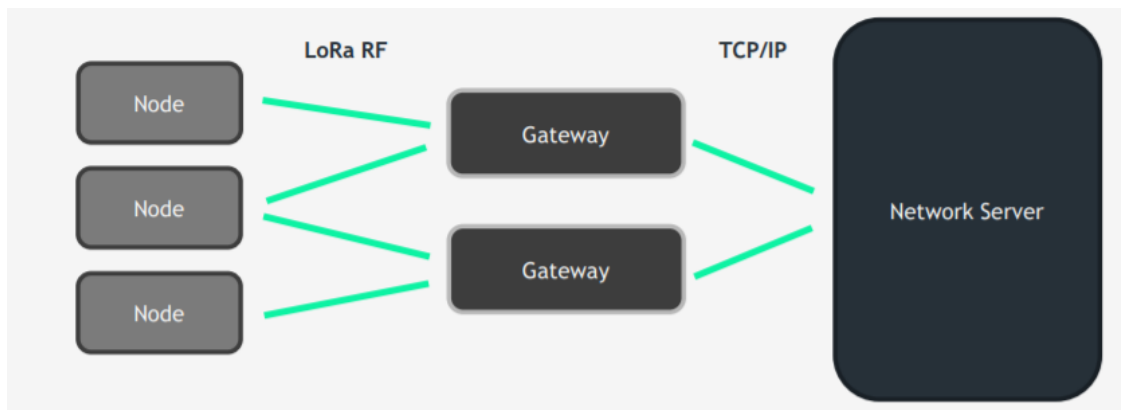 LoRa RF
TCP/IP
Node
Node
Node
Gateway
Gateway
Network Server